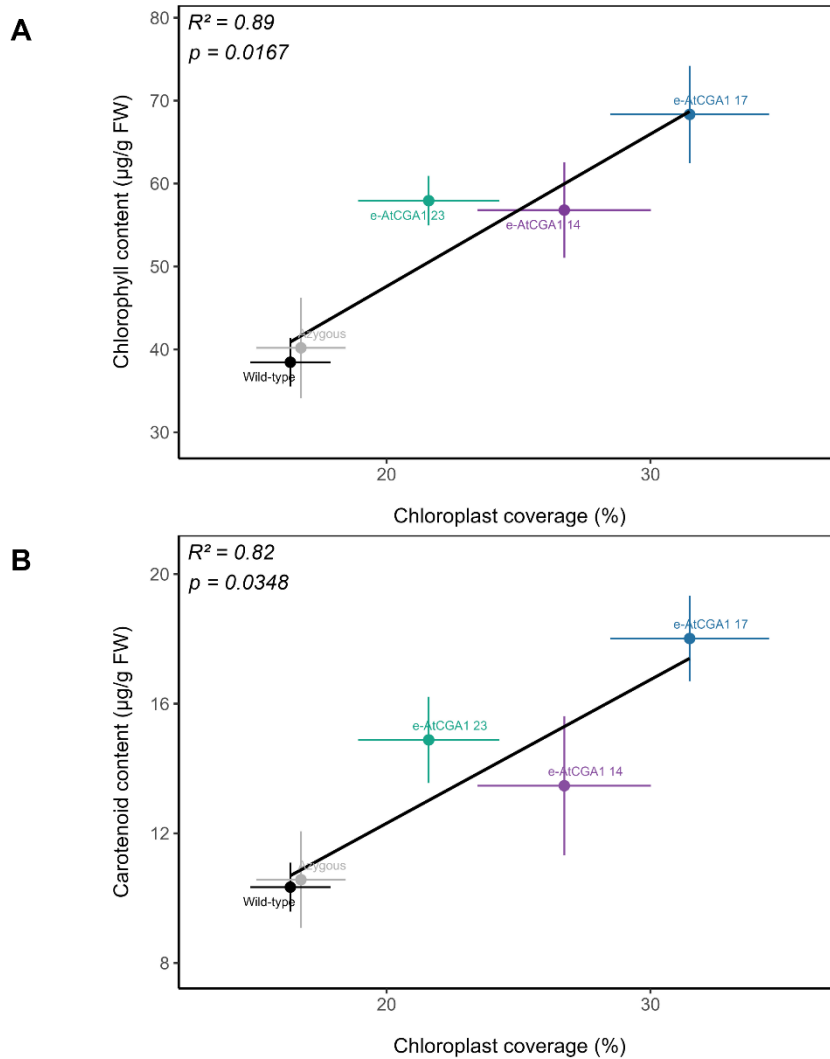 A
R² = 0.89
p = 0.0167
80
70
60
50
40
30
Chlorophyll content (µg/g FW)
e-AtCGA1 17
e-AtCGA1 23
e-AtCGA1 14
Azygous
Wild-type
20
30
Chloroplast coverage (%)
B
R² = 0.82
p = 0.0348
20
16
12
8
Carotenoid content (µg/g FW)
e-AtCGA1 17
e-AtCGA1 23
e-AtCGA1 14
Azygous
Wild-type
20
30
Chloroplast coverage (%)